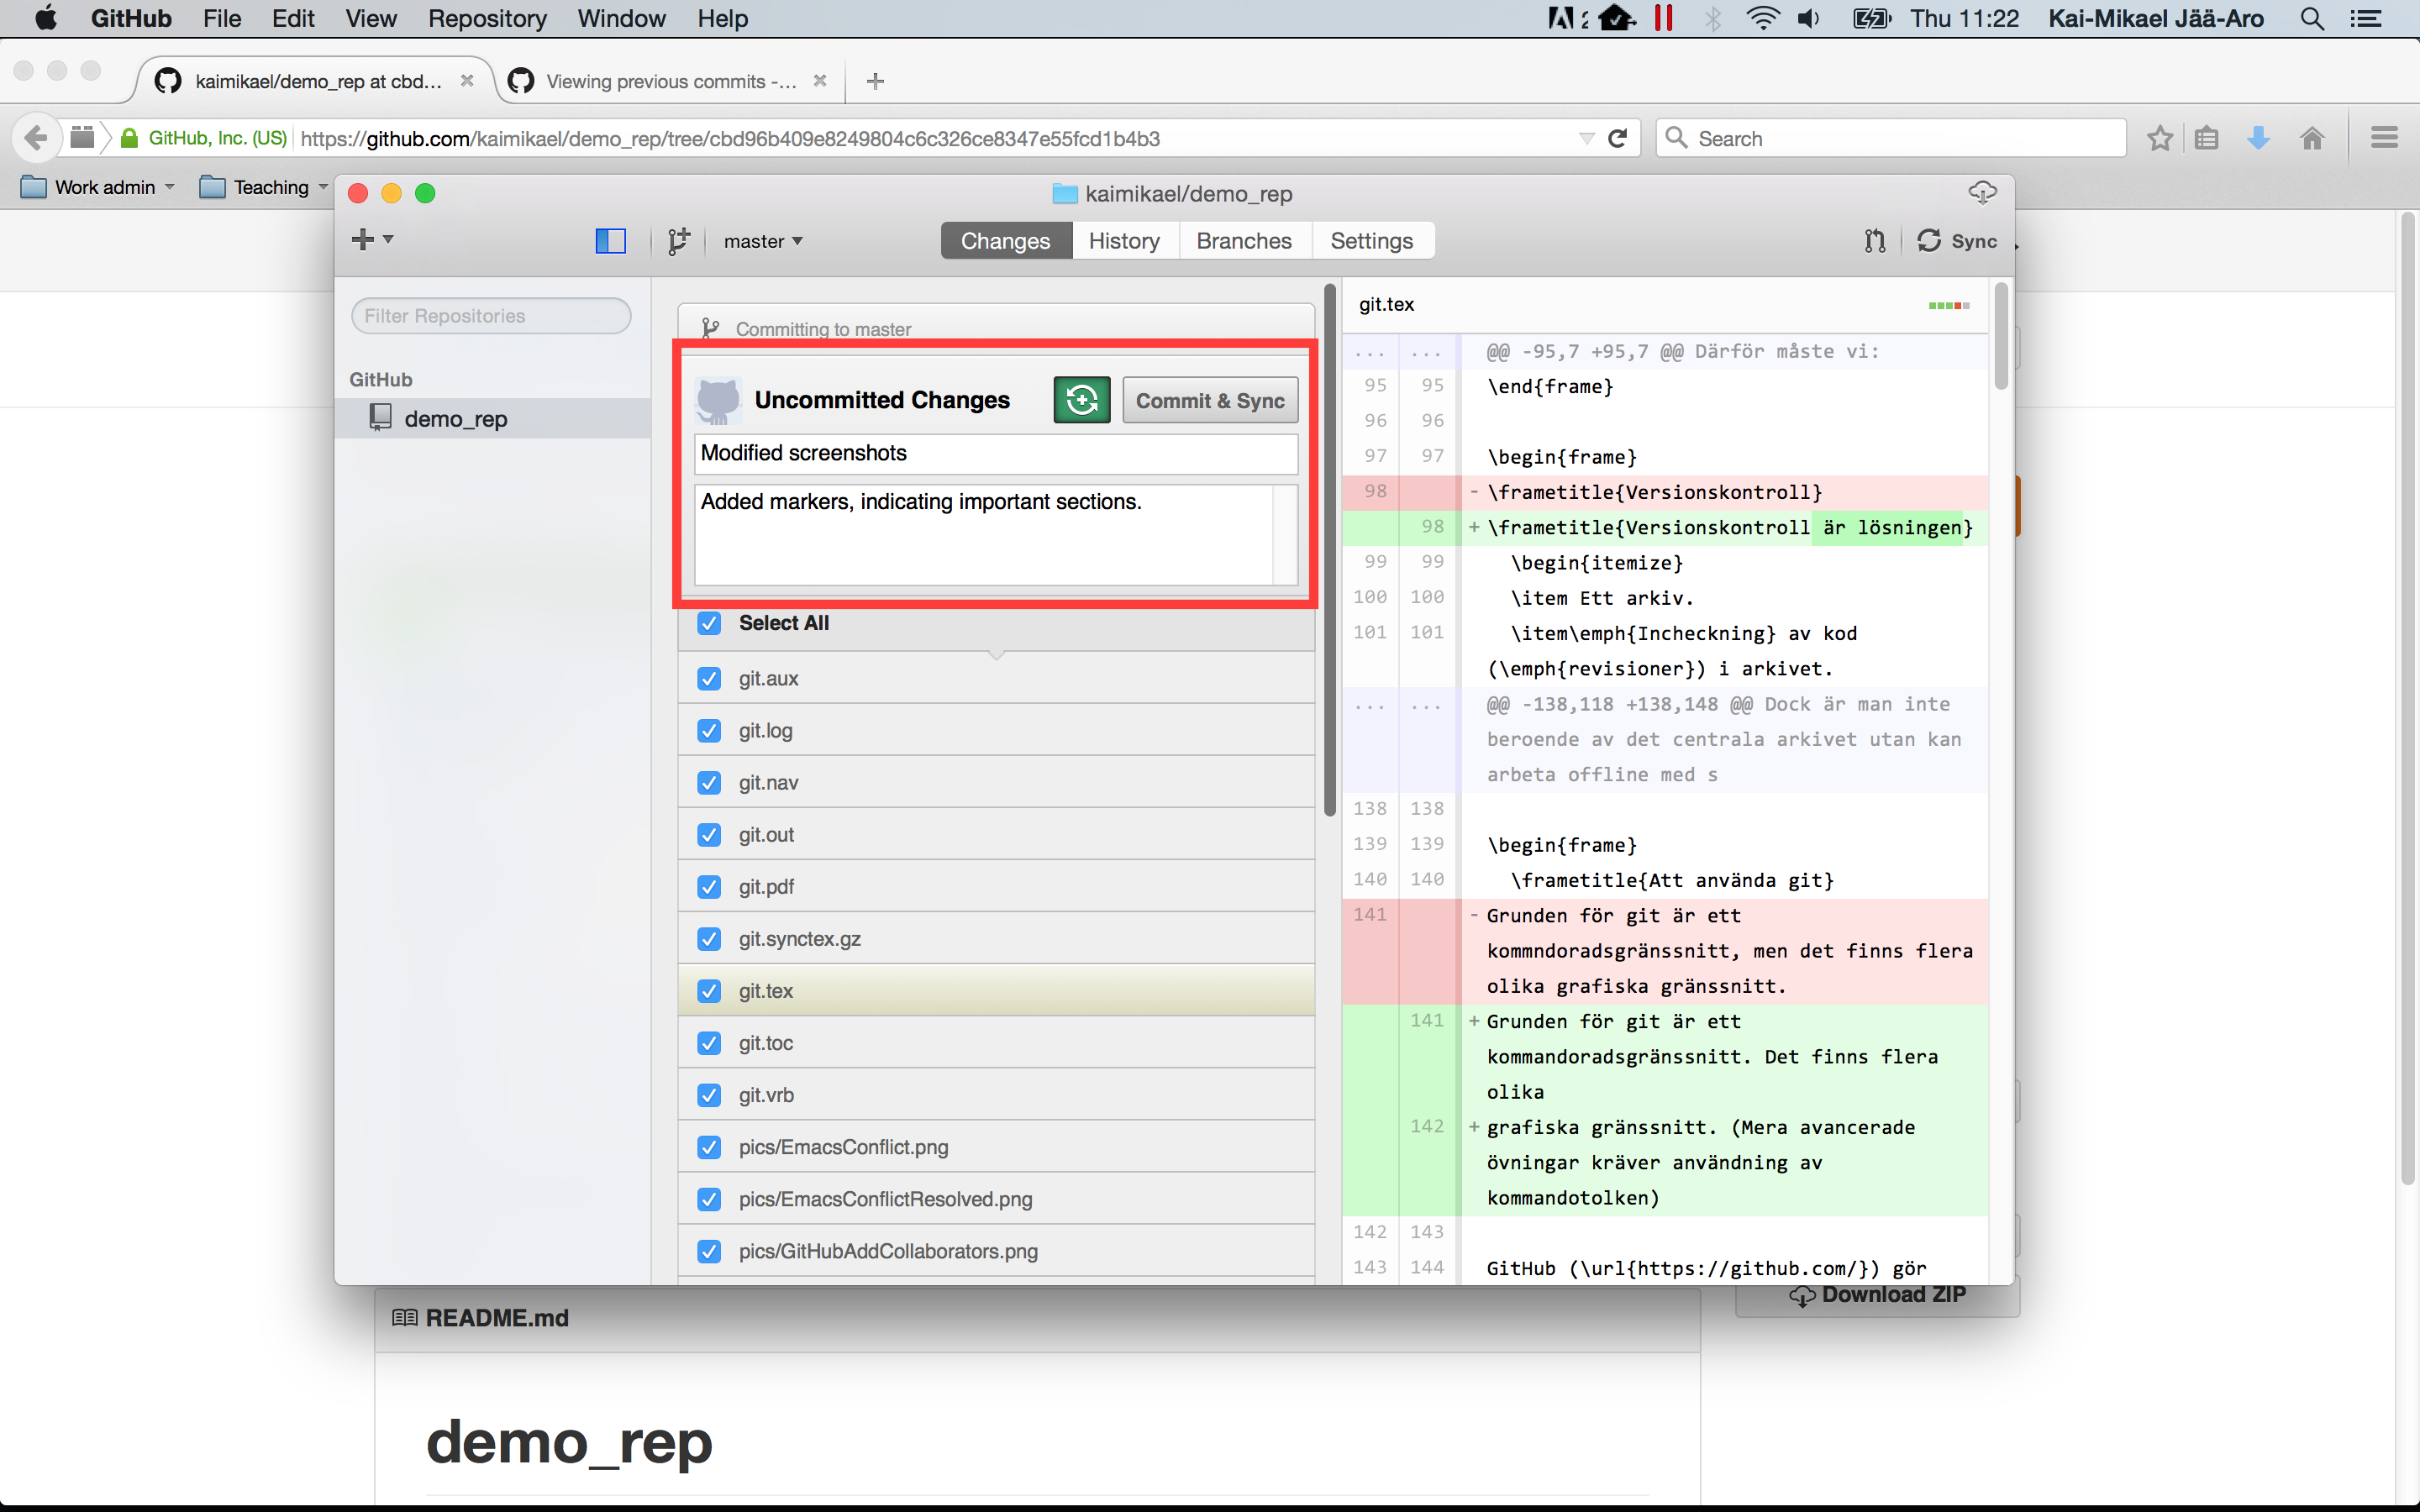 GitHub File Edit View Repository Window Help
Thu 11:22 Kai-Mikael Jää-Aro
kaimikael/demo_rep at cbd...
Viewing previous commits -...
GitHub, Inc. (US) https://github.com/kaimikael/demo_rep/tree/cbd96b409e8249804c6c326ce8347e55fcd1b4b3
Search
Work admin
Teaching
kaimikael/demo_rep
master
Changes History Branches Settings
Sync
Filter Repositories
GitHub
demo_rep
Committing to master
Uncommitted Changes
Commit & Sync
Modified screenshots
Added markers, indicating important sections.
Select All
git.aux
git.log
git.nav
git.out
git.pdf
git.synctex.gz
git.tex
git.toc
git.vrb
pics/EmacsConflict.png
pics/EmacsConflictResolved.png
pics/GitHubAddCollaborators.png
git.tex
... ... @@ -95,7 +95,7 @@ Därför måste vi:
95 95 \end{frame}
96 96
97 97 \begin{frame}
98 - \frametitle{Versionskontroll}
98 + \frametitle{Versionskontroll är lösningen}
99 99 \begin{itemize}
100 100 \item Ett arkiv.
101 101 \item\emph{Incheckning} av kod
(\emph{revisioner}) i arkivet.
... ... @@ -138,118 +138,148 @@ Dock är man inte
beroende av det centrala arkivet utan kan
arbeta offline med s
138 138
139 139 \begin{frame}
140 140 \frametitle{Att använda git}
141 - Grunden för git är ett
kommndoradsgränssnitt, men det finns flera
olika grafiska gränssnitt.
141 + Grunden för git är ett
kommandoradsgränssnitt. Det finns flera
olika
142 + grafiska gränssnitt. (Mera avancerade
övningar kräver användning av
kommandotolken)
142 143
143 144 GitHub (\url{https://github.com/}) gör
Download ZIP
README.md
demo_rep